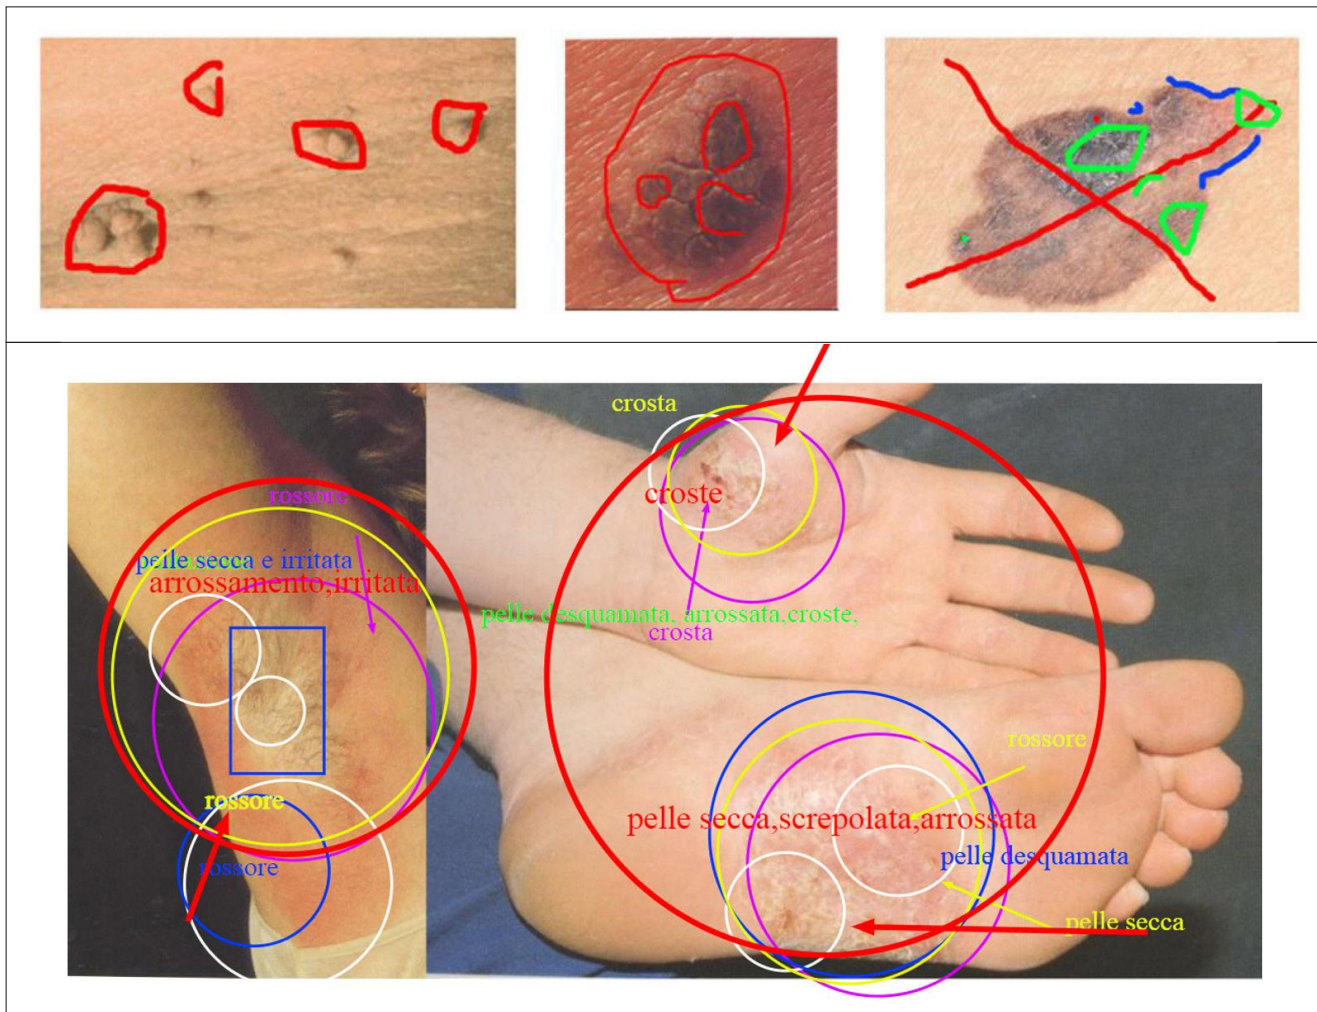 crosta
croste
rossore
pelle secca e irritata
arrossamento,irritata
pelle desquamata, arrossata,croste,
crosta
rossore
rossore
pelle secca,screpolata,arrossata
pelle desquamata
rossore
pelle secca